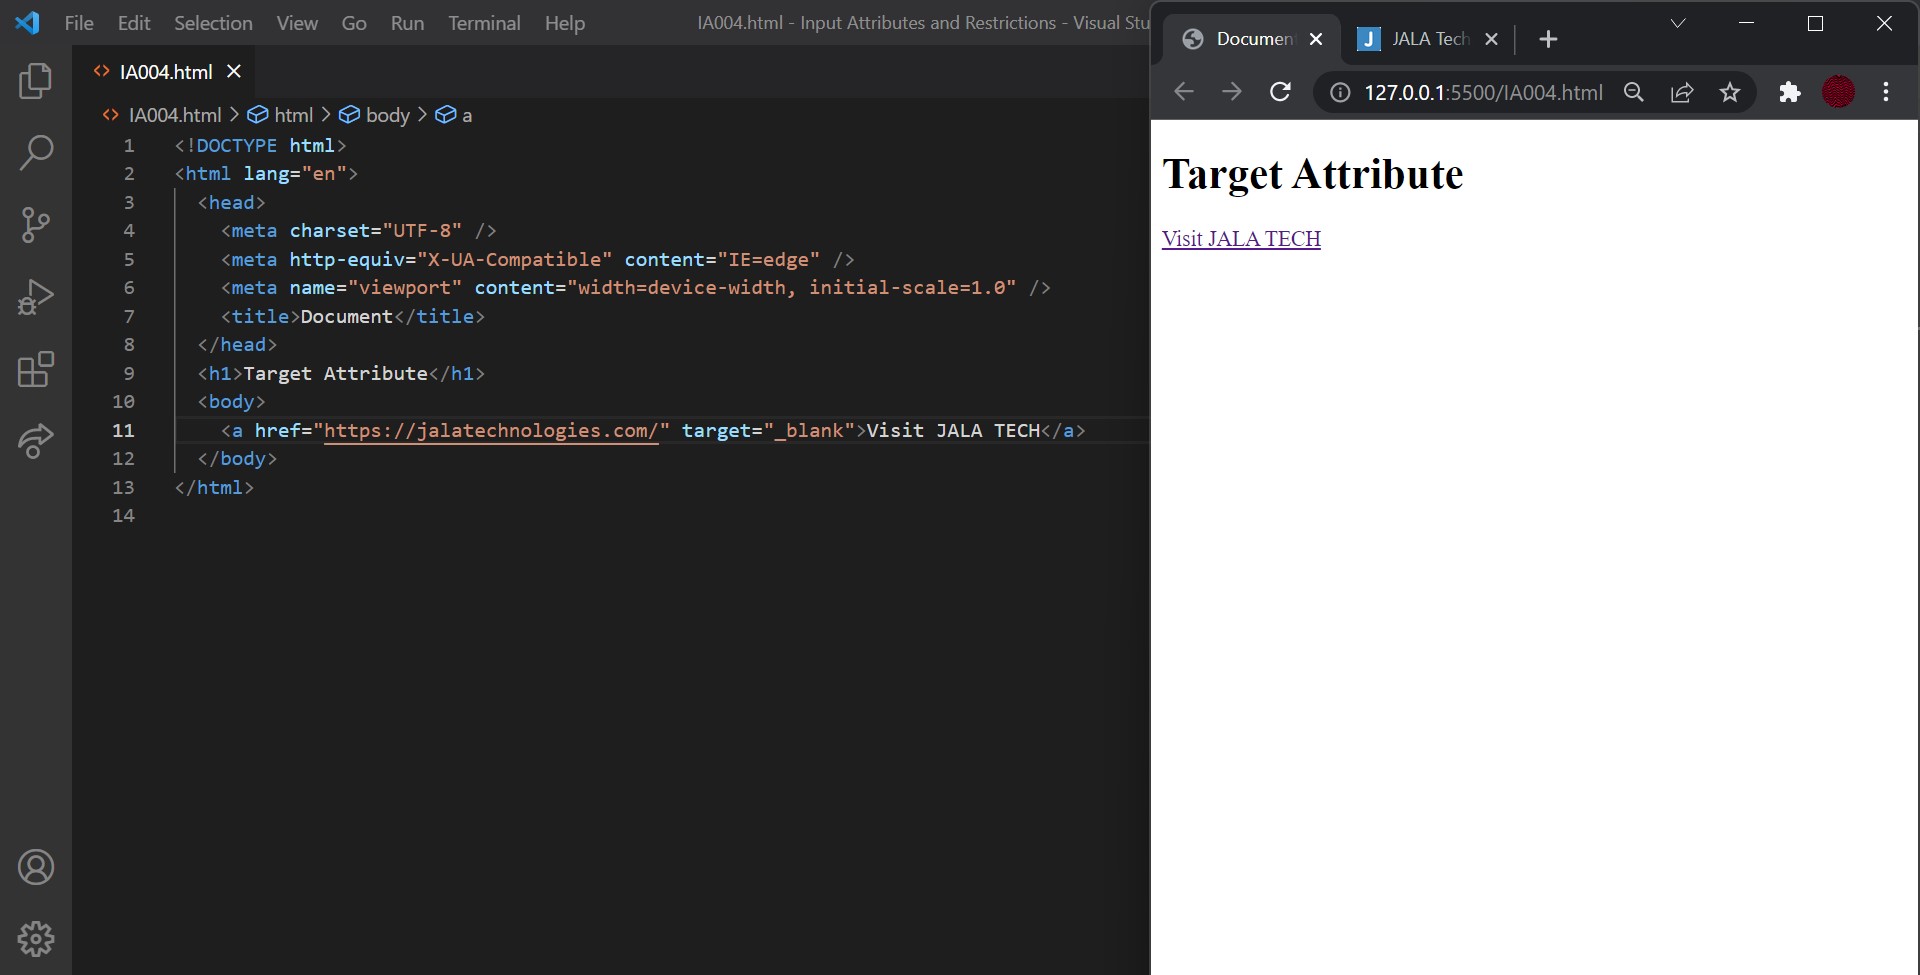 File Edit Selection View Go Run Terminal Help IA004.html - Input Attributes and Restrictions - Visual Stu
IA004.html
IA004.html > html > body > a
1 <!DOCTYPE html>
2 <html lang="en">
3 <head>
4 <meta charset="UTF-8" />
5 <meta http-equiv="X-UA-Compatible" content="IE=edge" />
6 <meta name="viewport" content="width=device-width, initial-scale=1.0" />
7 <title>Document</title>
8 </head>
9 <h1>Target Attribute</h1>
10 <body>
11 <a href="https://jalatechnologies.com/" target="_blank">Visit JALA TECH</a>
12 </body>
13 </html>
14
Documen J JALA Tech
127.0.0.1:5500/IA004.html
Target Attribute
Visit JALA TECH